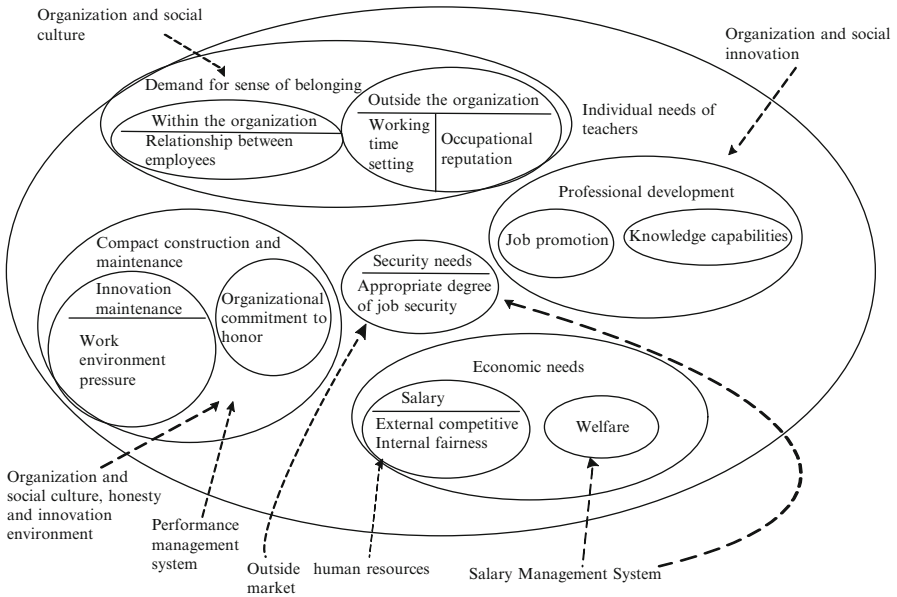 Organization and social
culture
Organization and social
innovation
Demand for sense of belonging
Within the organization
Relationship between
employees
Outside the organization
Working
time
setting
Occupational
reputation
Individual needs of
teachers
Professional development
Job promotion
Knowledge capabilities
Compact construction and
maintenance
Innovation
maintenance
Work
environment
pressure
Organizational
commitment to
honor
Security needs
Appropriate degree
of job security
Economic needs
Salary
External competitive
Internal fairness
Welfare
Organization and
social culture, honesty
and innovation
environment
Performance
management
system
Outside
market
human resources
Salary Management System